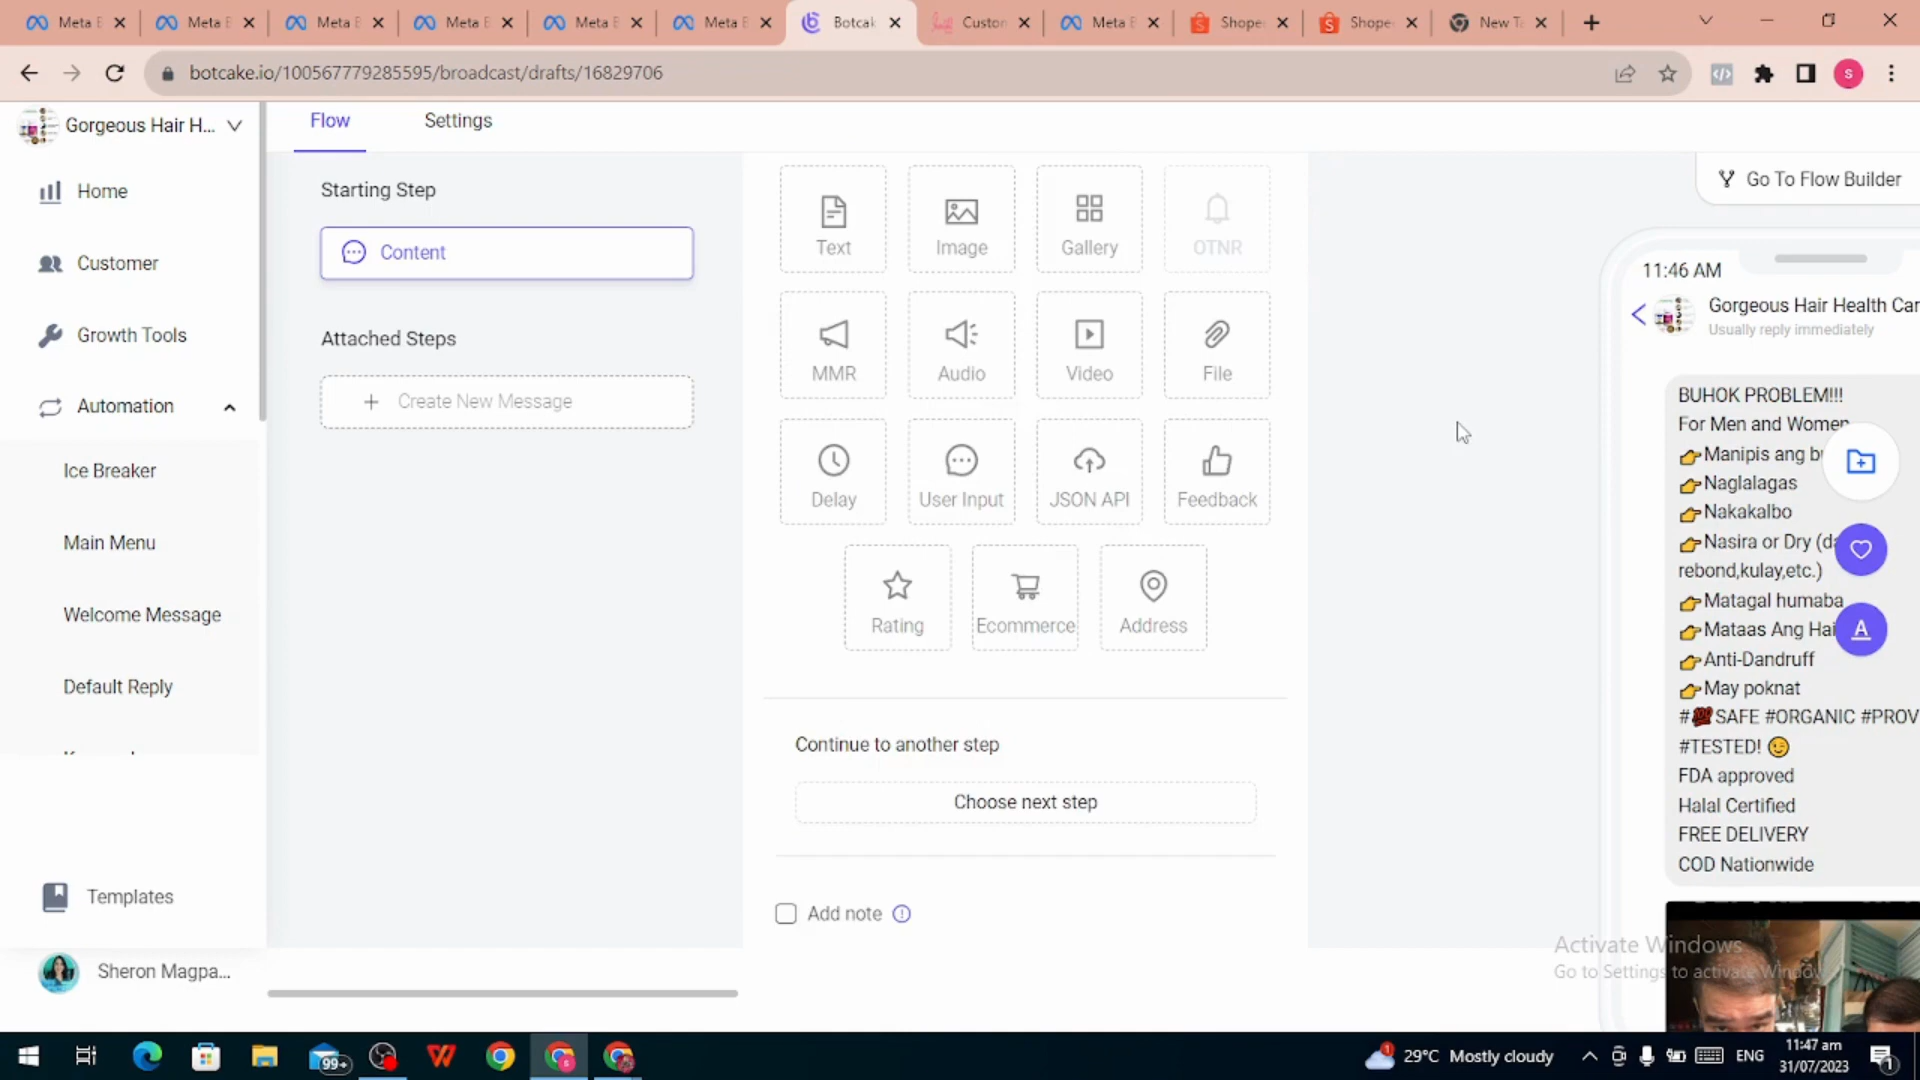 Meta E
Meta E
Meta E
Meta E
Meta E
Meta E
Botcak
Custon
Meta E
Shope
Shope
New Ta
botcake.io/100567779285595/broadcast/drafts/16829706
S
Gorgeous Hair H...
Flow
Settings
Home
Customer
Growth Tools
Automation
Ice Breaker
Main Menu
Welcome Message
Default Reply
Templates
Sheron Magpa...
Starting Step
Content
Attached Steps
+ Create New Message
Text
Image
Gallery
OTNR
MMR
Audio
Video
File
Delay
User Input
JSON API
Feedback
Rating
Ecommerce
Address
Continue to another step
Choose next step
Add note
Go To Flow Builder
11:46 AM
Gorgeous Hair Health Car
Usually reply immediately
BUHOK PROBLEM!!!
For Men and Women
👉Manipis ang b
👉Naglalagas
👉Nakakalbo
👉Nasira or Dry (d
rebond,kulay,etc.)
👉Matagal humaba
👉Mataas Ang Hai
👉Anti-Dandruff
👉May poknat
#💯SAFE #ORGANIC #PROV
#TESTED! 😉
FDA approved
Halal Certified
FREE DELIVERY
COD Nationwide
A
Activate Windows
Go to Settings to activate Windows
99+
29°C Mostly cloudy
ENG
11:47 am
31/07/2023
1